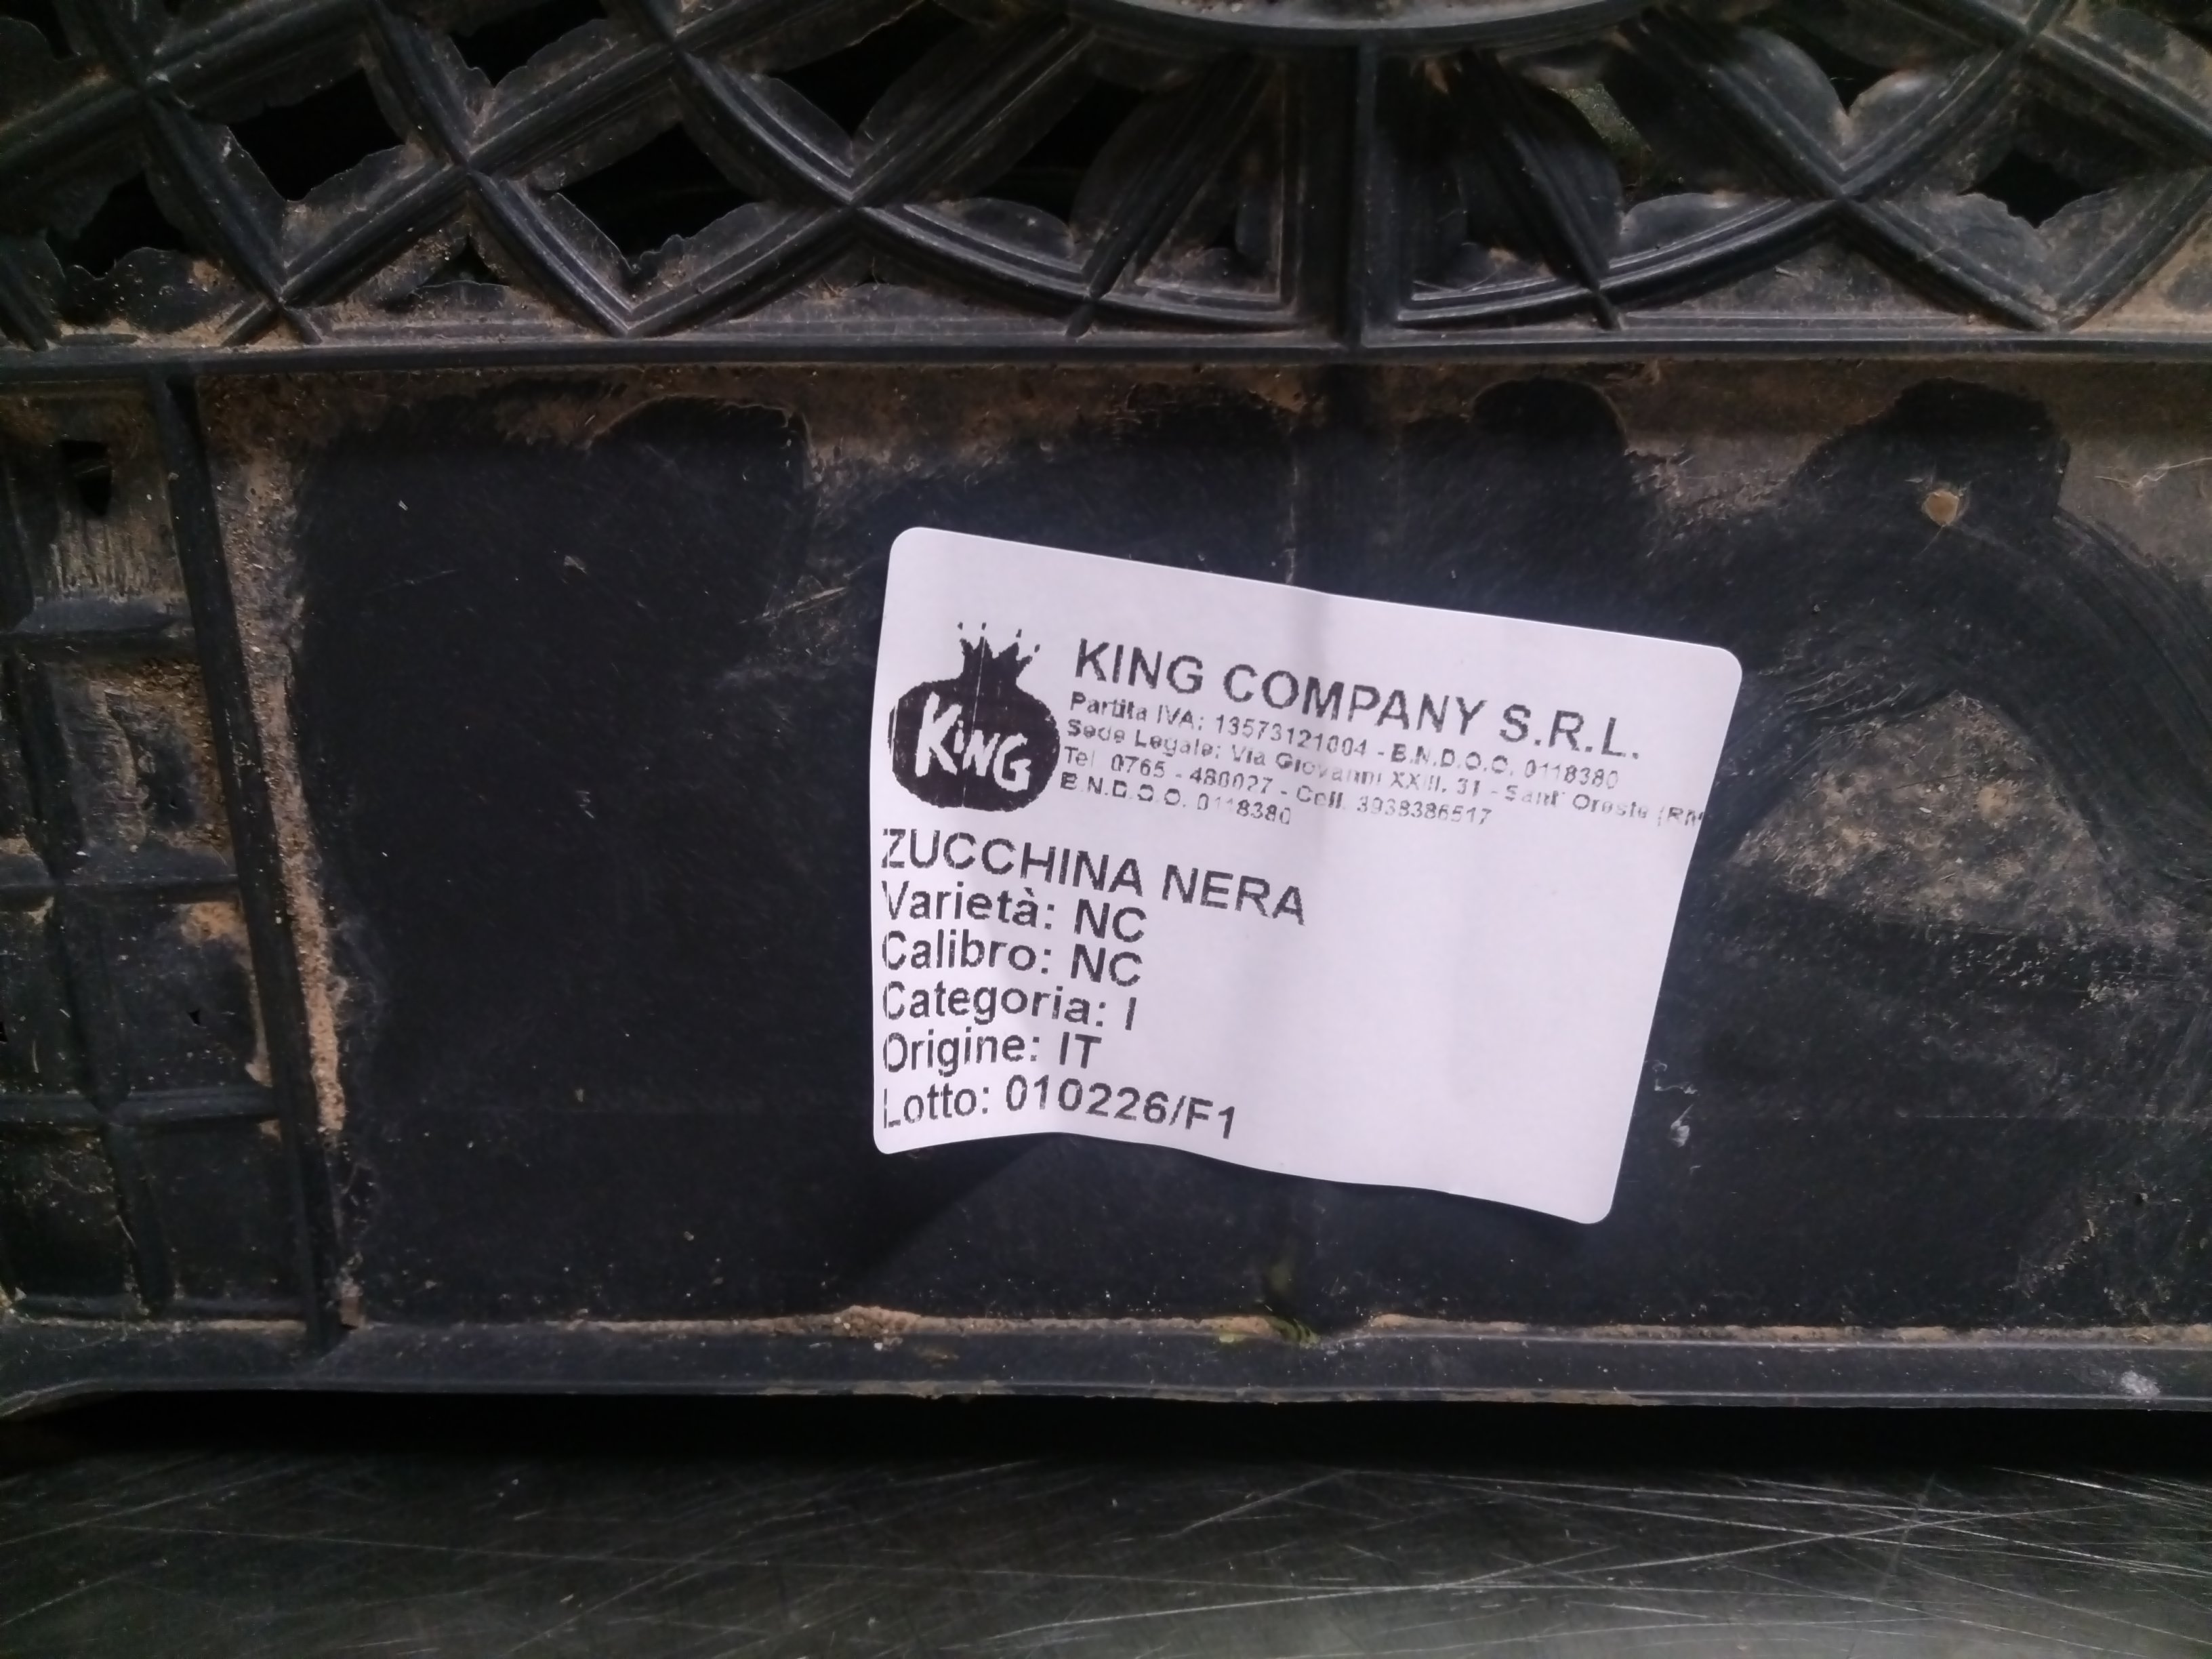 KING
KING COMPANY S.R.L.
Partita IVA: 13573121004 - B.N.D.O.O. 0118380
Sede Legale: Via Giovanni XXIII, 31 - Sant' Oreste (RM
Tel. 0765 - 480027 - Cell. 3938386517
B.N.D.O.O. 0118380
ZUCCHINA NERA
Varietà: NC
Calibro: NC
Categoria: I
Origine: IT
Lotto: 010226/F1